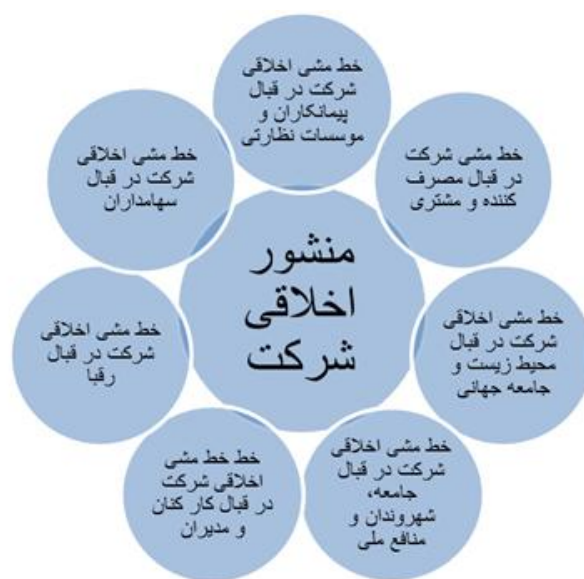 خط مشی اخلاقی
شرکت در قبال
پیمانکاران و
موسسات نظارتی
خط مشی شرکت
در قبال مصرف
کننده و مشتری
خط مشی اخلاقی
شرکت در قبال
محیط زیست و
جامعه جهانی
خط مشی اخلاقی
شرکت در قبال
جامعه،
شهروندان و
منافع ملی
خط خط مشی
اخلاقی شرکت
در قبال کار کنان
و مدیران
خط مشی اخلاقی
شرکت در قبال
رقبا
خط مشی اخلاقی
شرکت در قبال
سهامداران
منشور
اخلاقی
شرکت